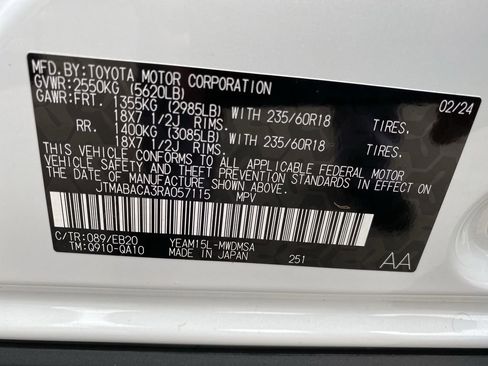 MFD.BY:TOYOTA MOTOR CORPORATION 02/24
GVWR:2550KG (5620LB)
GAWR:FRT. 1355KG (2985LB) WITH 235/60R18 TIRES,
18X7 1/2J RIMS.
RR. 1400KG (3085LB) WITH 235/60R18 TIRES,
18X7 1/2J RIMS.
THIS VEHICLE CONFORMS TO ALL APPLICABLE FEDERAL MOTOR
VEHICLE SAFETY AND THEFT PREVENTION STANDARDS IN EFFECT ON
THE DATE OF MANUFACTURE SHOWN ABOVE.
JTMABACA3RA057115 MPV
C/TR:089/EB20 YEAM15L-MWDMSA
TM:Q910-QA10 MADE IN JAPAN 251 AA